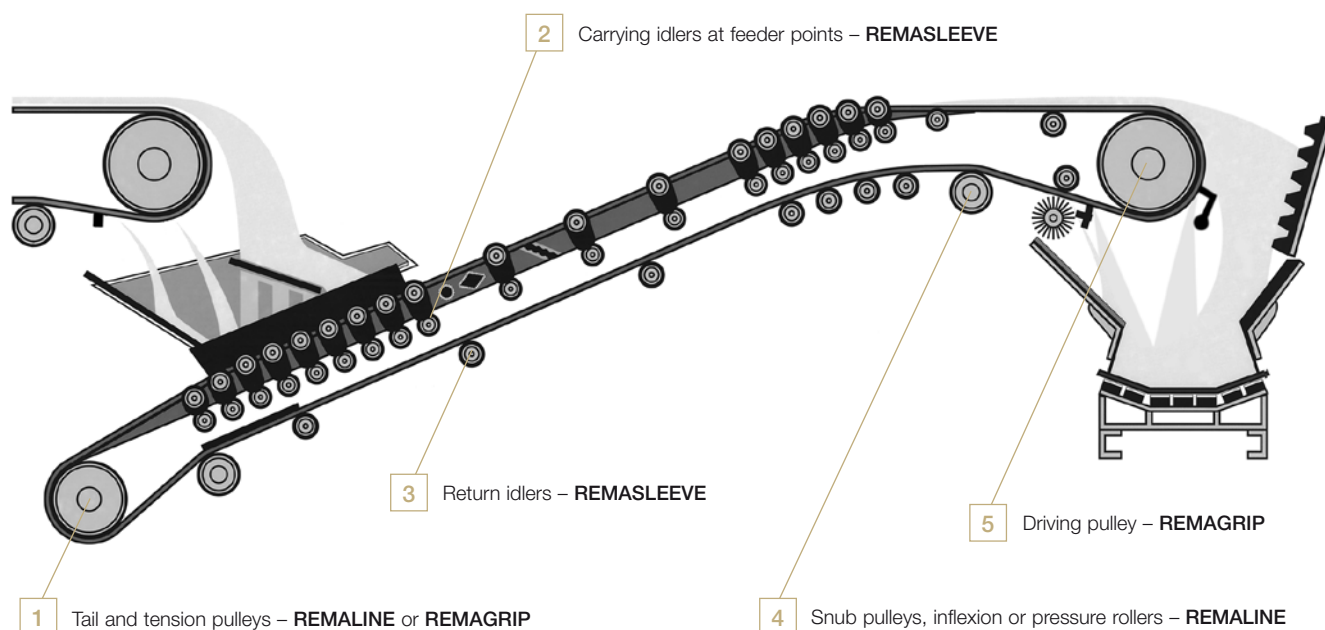 2 Carrying idlers at feeder points – REMASLEEVE
3 Return idlers – REMASLEEVE
5 Driving pulley – REMAGRIP
1 Tail and tension pulleys – REMALINE or REMAGRIP
4 Snub pulleys, inflexion or pressure rollers – REMALINE